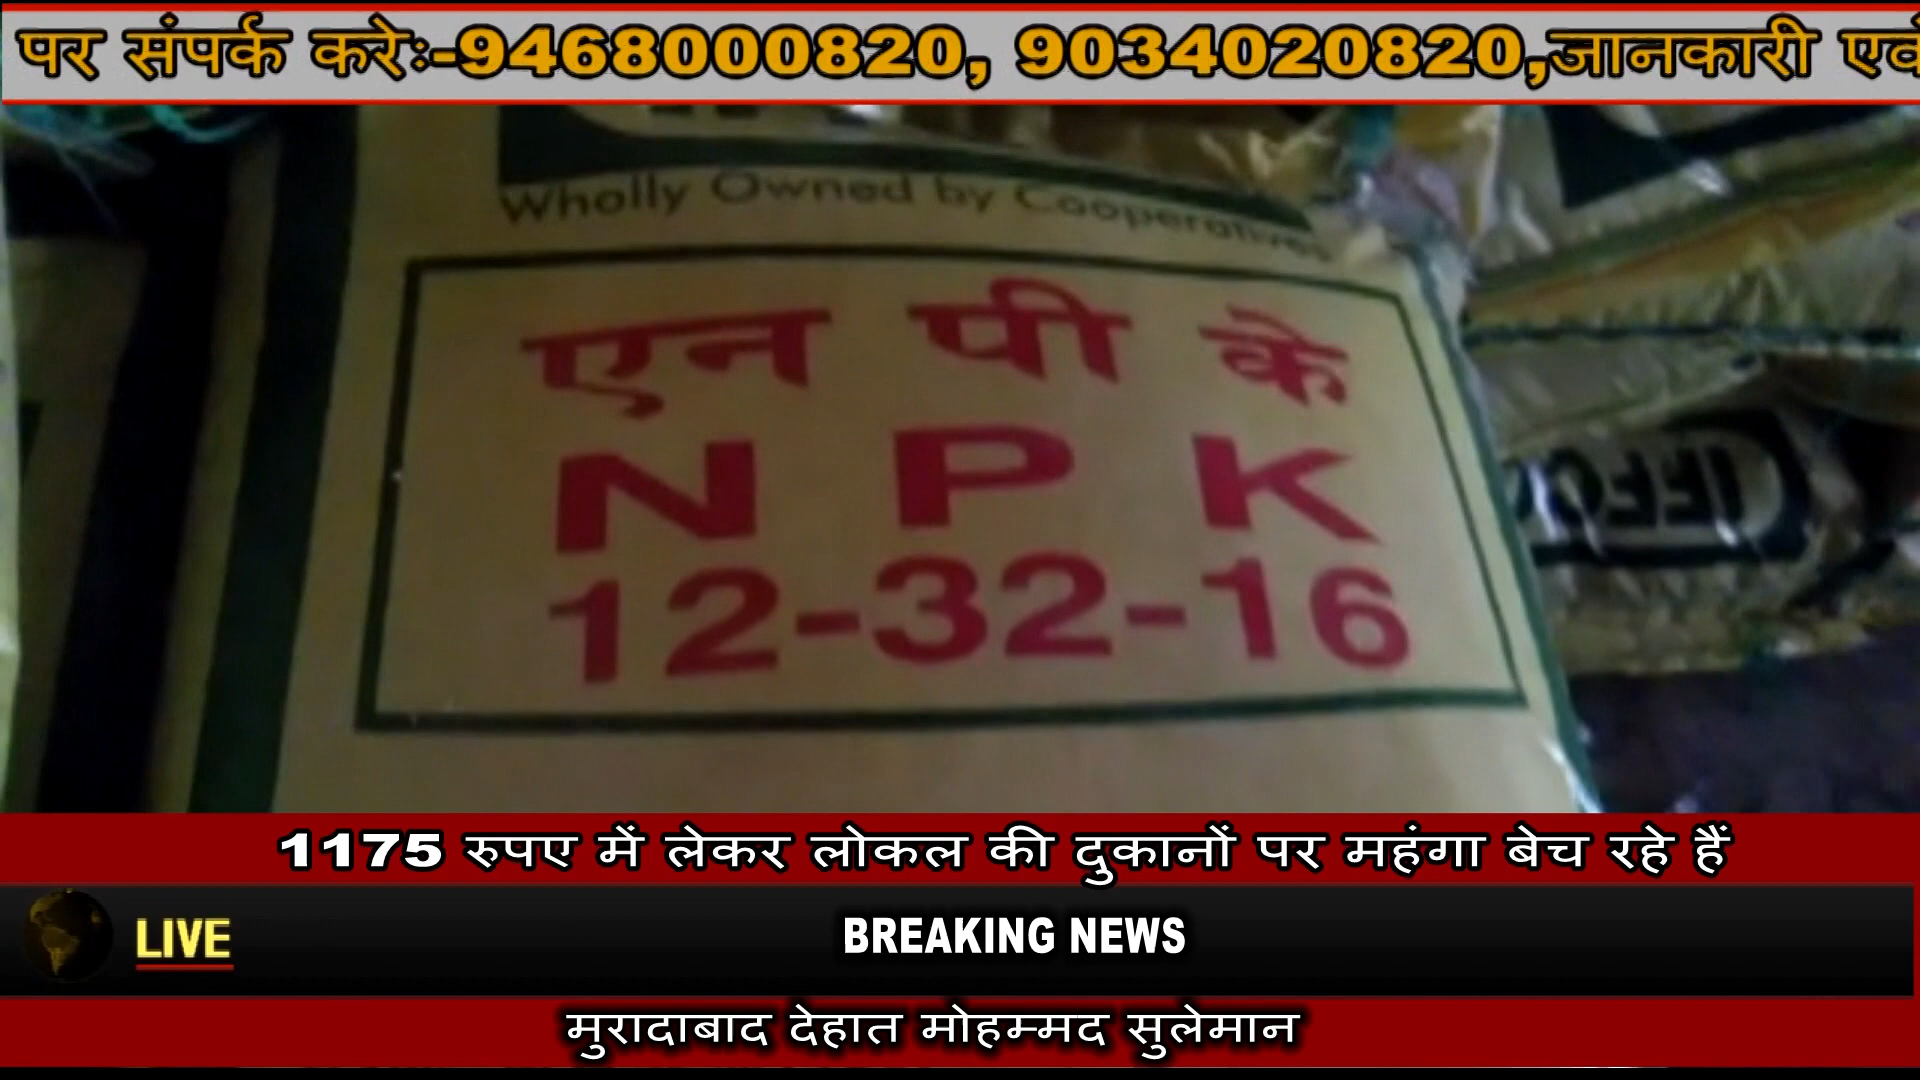 पर संपर्क करेः-9468000820, 9034020820,जानकारी एवं
Wholly Owned by Cooperatives
एन पी के
N P K
12-32-16
IFFCO
1175 रुपए में लेकर लोकल की दुकानों पर महंगा बेच रहे हैं
LIVE
BREAKING NEWS
मुरादाबाद देहात मोहम्मद सुलेमान